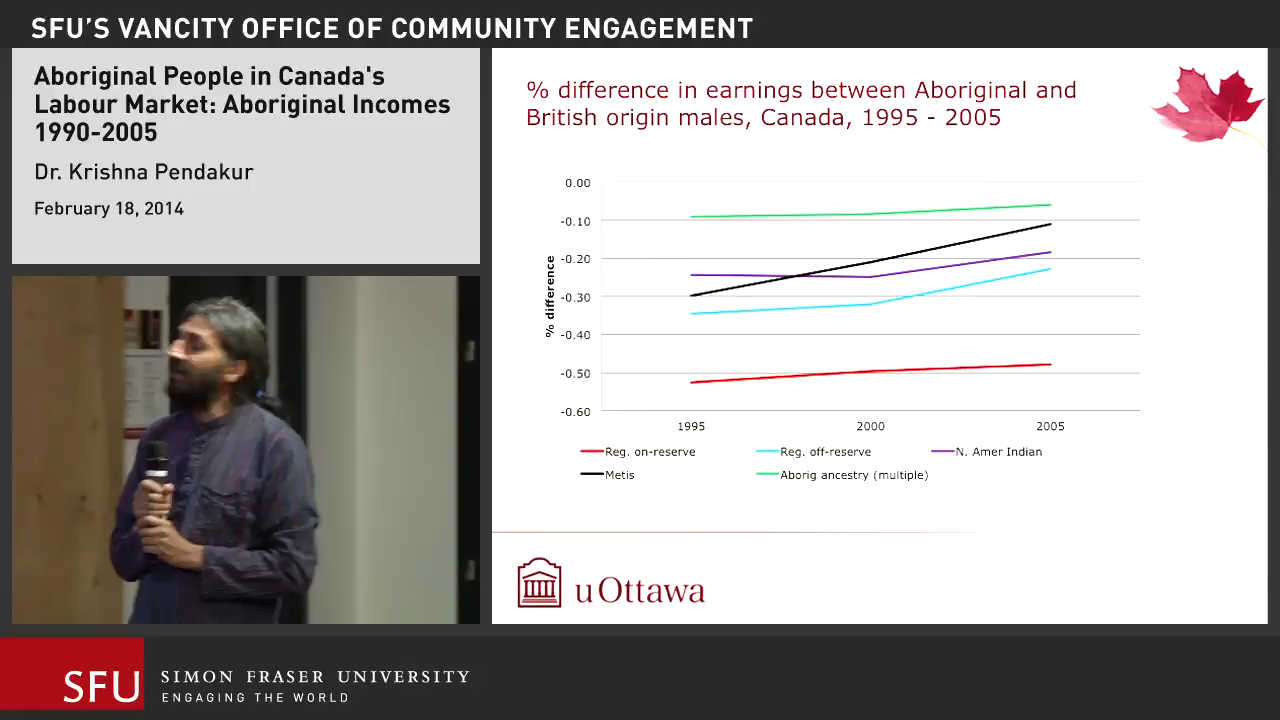 SFU'S VANCITY OFFICE OF COMMUNITY ENGAGEMENT
Aboriginal People in Canada's
Labour Market: Aboriginal Incomes
1990-2005
Dr. Krishna Pendakur
February 18, 2014
% difference in earnings between Aboriginal and
British origin males, Canada, 1995 - 2005
% difference
0.00
-0.10
-0.20
-0.30
-0.40
-0.50
-0.60
1995 2000 2005
Reg. on-reserve Reg. off-reserve N. Amer Indian
Metis Aborig ancestry (multiple)
uOttawa
SFU SIMON FRASER UNIVERSITY
ENGAGING THE WORLD